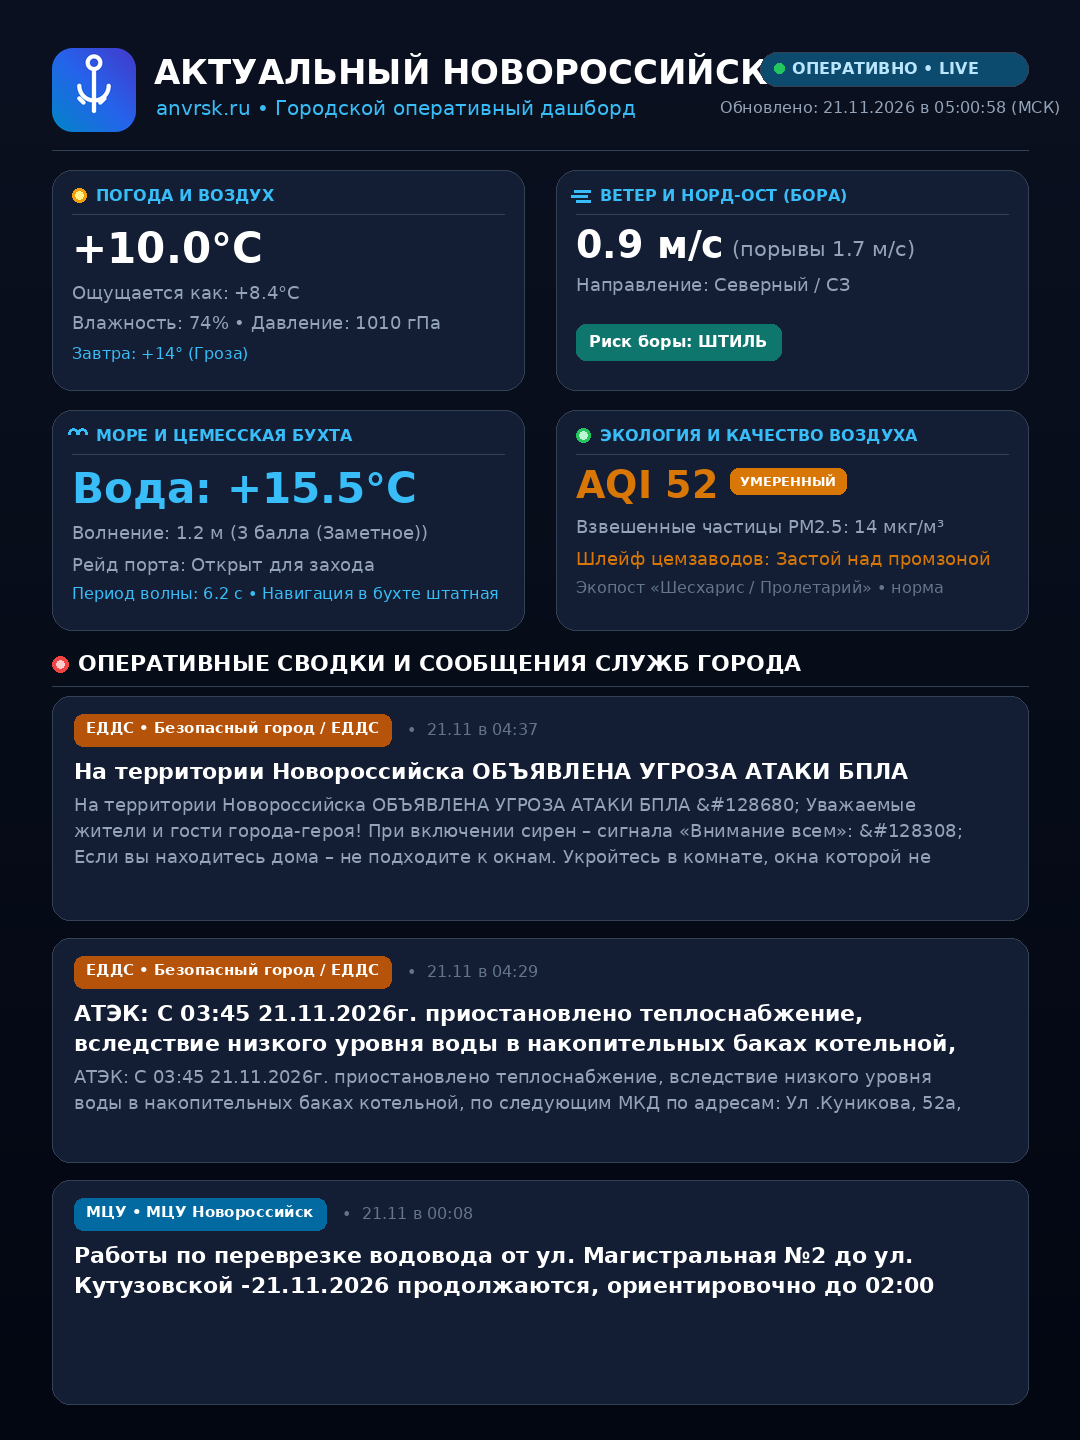 АКТУАЛЬНЫЙ НОВОРОССИЙСК
ОПЕРАТИВНО • LIVE
anvrsk.ru • Городской оперативный дашборд
Обновлено: 21.11.2026 в 05:00:58 (МСК)
ПОГОДА И ВОЗДУХ
+10.0°C
Ощущается как: +8.4°C
Влажность: 74% • Давление: 1010 гПа
Завтра: +14° (Гроза)
ВЕТЕР И НОРД-ОСТ (БОРА)
0.9 м/с (порывы 1.7 м/с)
Направление: Северный / СЗ
Риск боры: ШТИЛЬ
МОРЕ И ЦЕМЕССКАЯ БУХТА
Вода: +15.5°C
Волнение: 1.2 м (3 балла (Заметное))
Рейд порта: Открыт для захода
Период волны: 6.2 с • Навигация в бухте штатная
ЭКОЛОГИЯ И КАЧЕСТВО ВОЗДУХА
AQI 52 УМЕРЕННЫЙ
Взвешенные частицы PM2.5: 14 мкг/м³
Шлейф цемзаводов: Застой над промзоной
Экопост «Шесхарис / Пролетарий» • норма
ОПЕРАТИВНЫЕ СВОДКИ И СООБЩЕНИЯ СЛУЖБ ГОРОДА
ЕДДС • Безопасный город / ЕДДС • 21.11 в 04:37
На территории Новороссийска ОБЪЯВЛЕНА УГРОЗА АТАКИ БПЛА
На территории Новороссийска ОБЪЯВЛЕНА УГРОЗА АТАКИ БПЛА &#128680; Уважаемые
жители и гости города-героя! При включении сирен – сигнала «Внимание всем»: &#128308;
Если вы находитесь дома – не подходите к окнам. Укройтесь в комнате, окна которой не
ЕДДС • Безопасный город / ЕДДС • 21.11 в 04:29
АТЭК: С 03:45 21.11.2026г. приостановлено теплоснабжение,
вследствие низкого уровня воды в накопительных баках котельной,
АТЭК: С 03:45 21.11.2026г. приостановлено теплоснабжение, вследствие низкого уровня
воды в накопительных баках котельной, по следующим МКД по адресам: Ул .Куникова, 52а,
МЦУ • МЦУ Новороссийск • 21.11 в 00:08
Работы по переврезке водовода от ул. Магистральная №2 до ул.
Кутузовской -21.11.2026 продолжаются, ориентировочно до 02:00